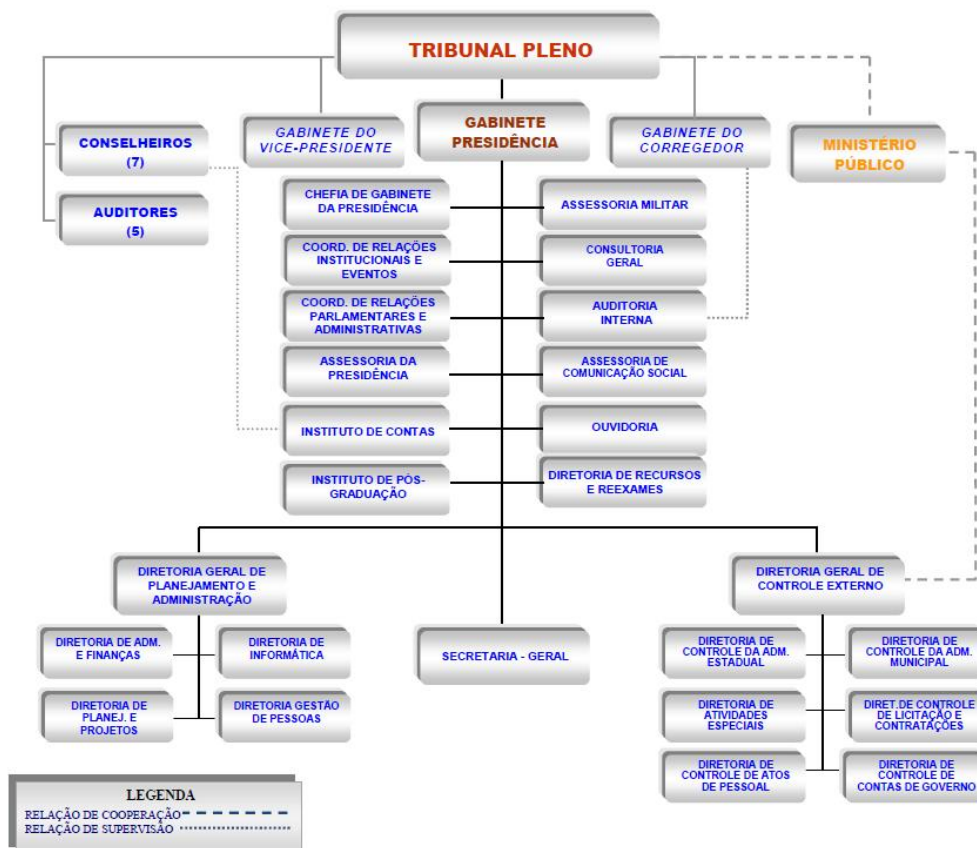 TRIBUNAL PLENO
CONSELHEIROS
(7)
GABINETE DO
VICE-PRESIDENTE
GABINETE
PRESIDÊNCIA
GABINETE DO
CORREGEDOR
MINISTÉRIO
PÚBLICO
AUDITORES
(5)
CHEFIA DE GABINETE
DA PRESIDÊNCIA
ASSESSORIA MILITAR
COORD. DE RELAÇÕES
INSTITUCIONAIS E
EVENTOS
CONSULTORIA
GERAL
COORD. DE RELAÇÕES
PARLAMENTARES E
ADMINISTRATIVAS
AUDITORIA
INTERNA
ASSESSORIA DA
PRESIDÊNCIA
ASSESSORIA DE
COMUNICAÇÃO SOCIAL
INSTITUTO DE CONTAS
OUVIDORIA
INSTITUTO DE PÓS-
GRADUAÇÃO
DIRETORIA DE RECURSOS
E REEXAMES
DIRETORIA GERAL DE
PLANEJAMENTO E
ADMINISTRAÇÃO
DIRETORIA GERAL DE
CONTROLE EXTERNO
DIRETORIA DE ADM.
E FINANÇAS
DIRETORIA DE
INFORMÁTICA
SECRETARIA - GERAL
DIRETORIA DE
CONTROLE DA ADM.
ESTADUAL
DIRETORIA DE
CONTROLE DA ADM.
MUNICIPAL
DIRETORIA DE
PLANEJ. E
PROJETOS
DIRETORIA GESTÃO
DE PESSOAS
DIRETORIA DE
ATIVIDADES
ESPECIAIS
DIRET.DE CONTROLE
DE LICITAÇÃO E
CONTRATAÇÕES
DIRETORIA DE
CONTROLE DE ATOS
DE PESSOAL
DIRETORIA DE
CONTROLE DE
CONTAS DE GOVERNO
LEGENDA
RELAÇÃO DE COOPERAÇÃO
RELAÇÃO DE SUPERVISÃO